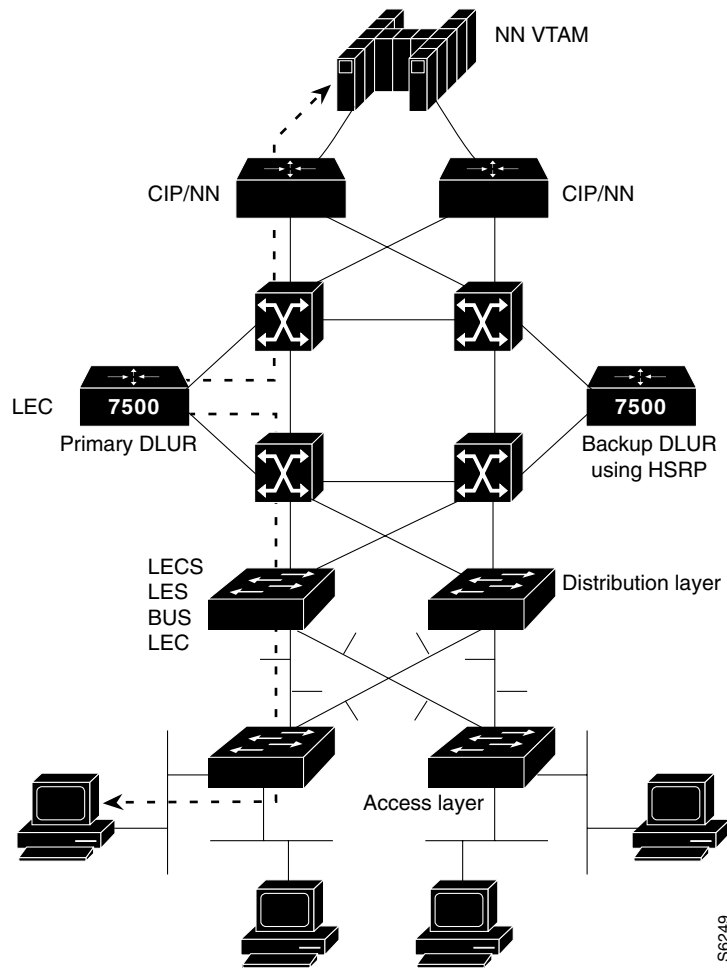 NN VTAM
CIP/NN
CIP/NN
LEC
7500
7500
Primary DLUR
Backup DLUR
using HSRP
LECS
LES
BUS
LEC
Distribution layer
Access layer
S6249